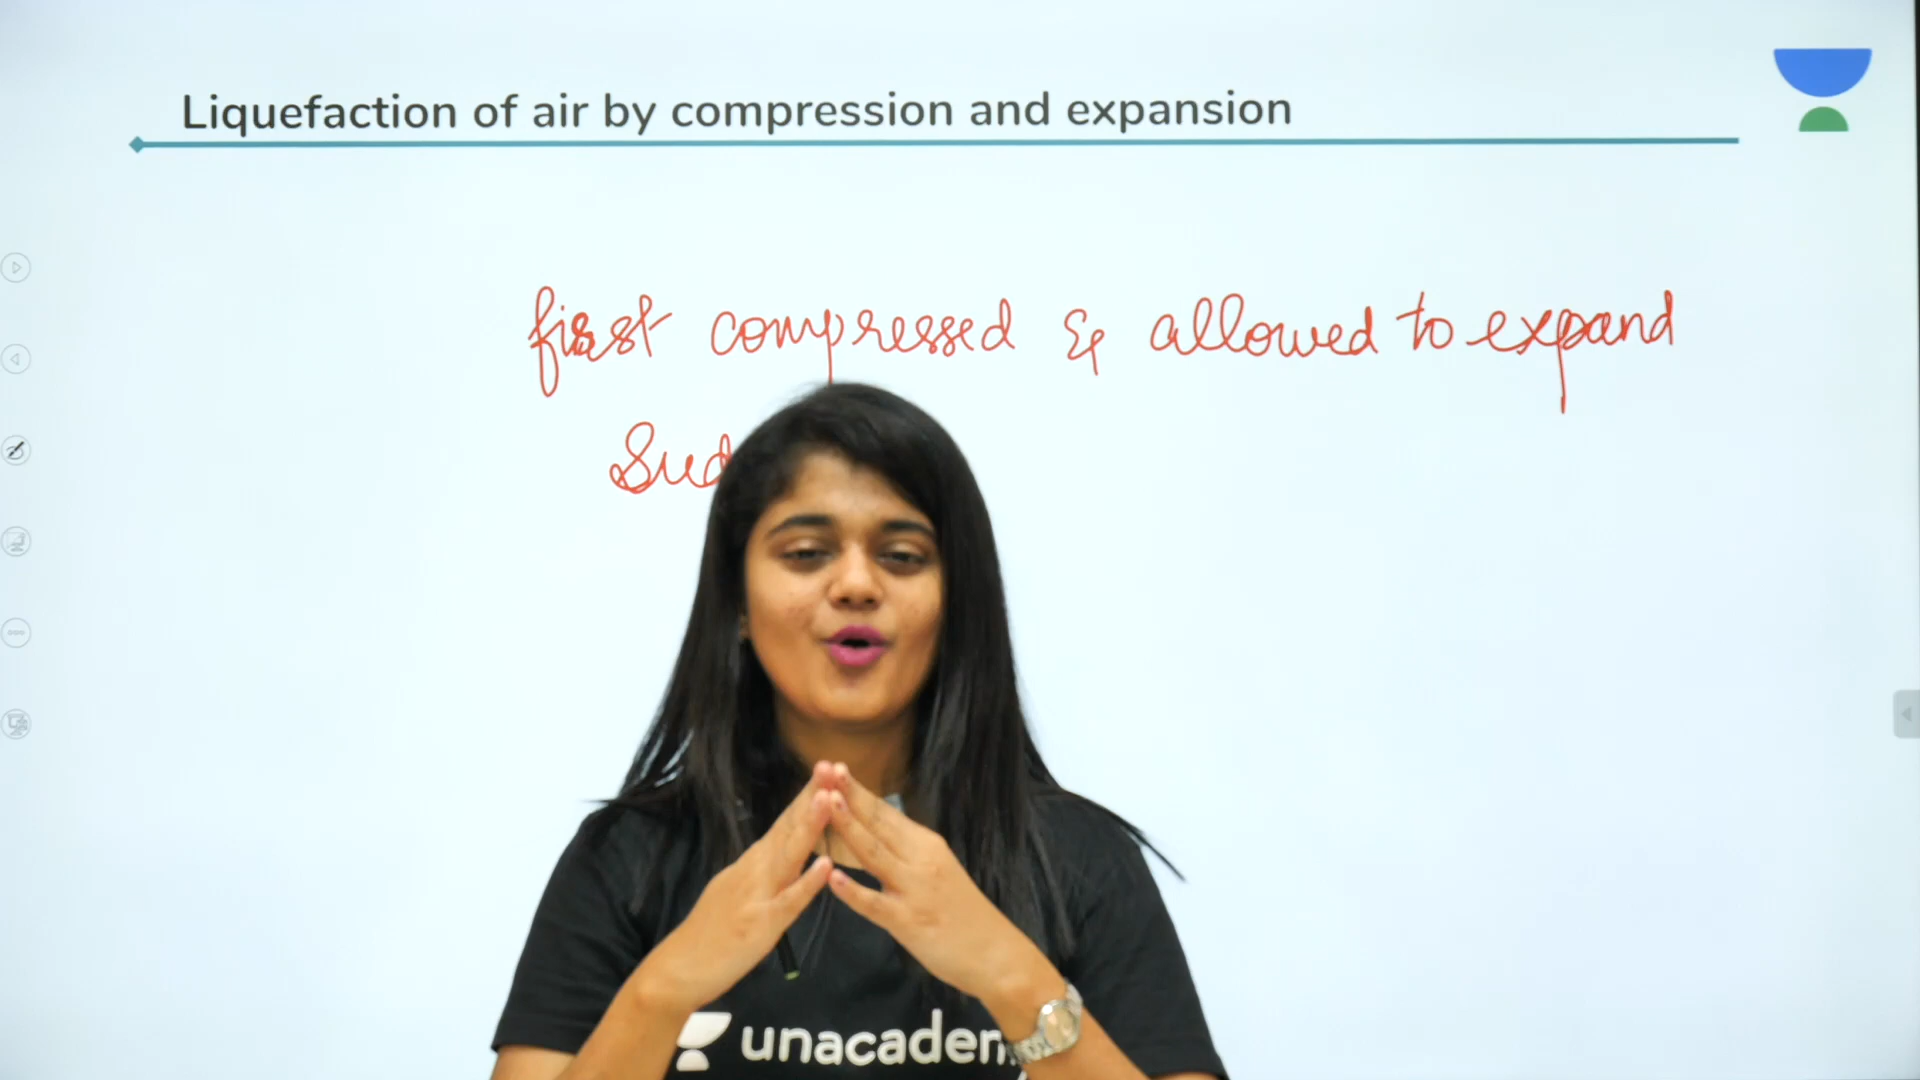 Liquefaction of air by compression and expansion
first compressed & allowed to expand
unacadem